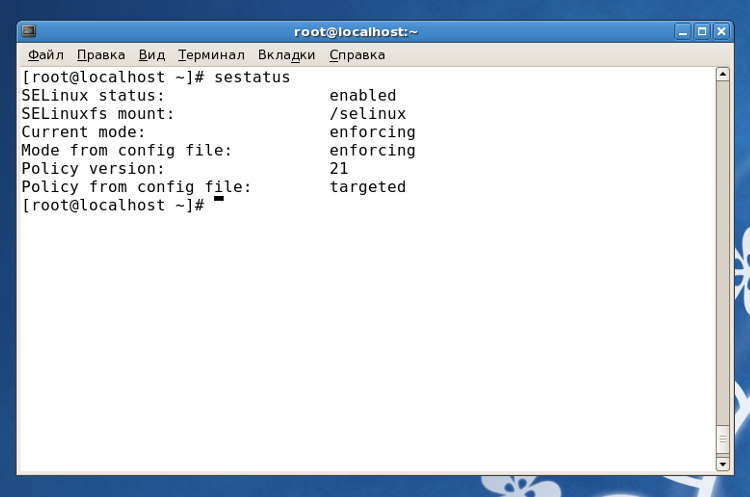 root@localhost:~
Файл Правка Вид Терминал Вкладки Справка
[root@localhost ~]# sestatus
SELinux status:                 enabled
SELinuxfs mount:                /selinux
Current mode:                   enforcing
Mode from config file:          enforcing
Policy version:                 21
Policy from config file:        targeted
[root@localhost ~]#